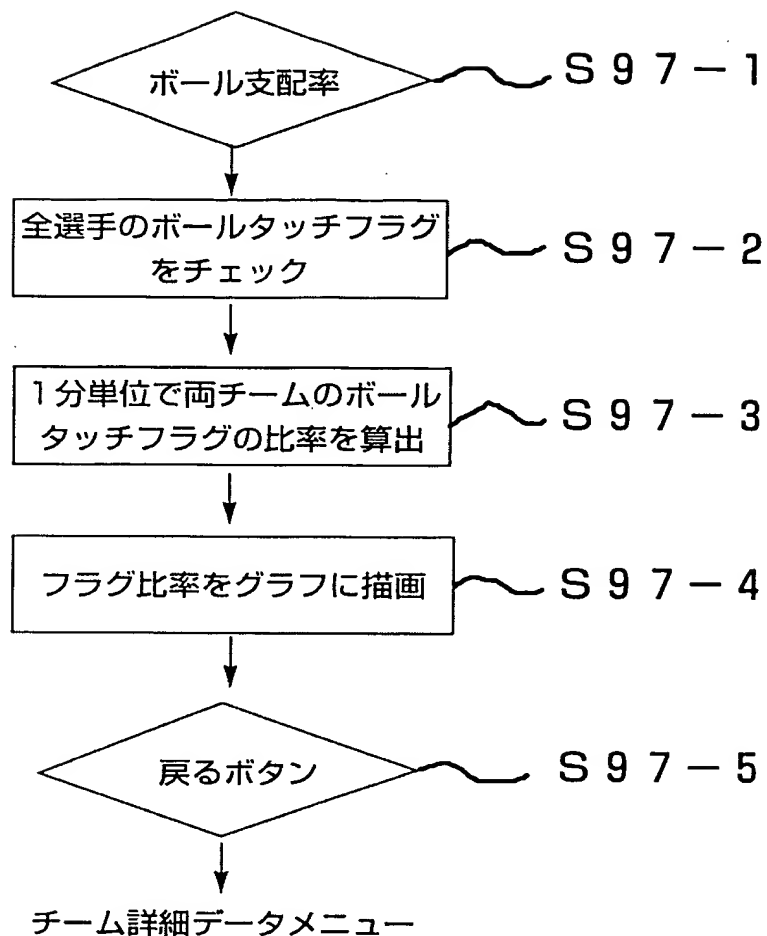 ボール支配率
S97-1
全選手のボールタッチフラグ
をチェック
S97-2
1分単位で両チームのボール
タッチフラグの比率を算出
S97-3
フラグ比率をグラフに描画
S97-4
戻るボタン
S97-5
チーム詳細データメニュー